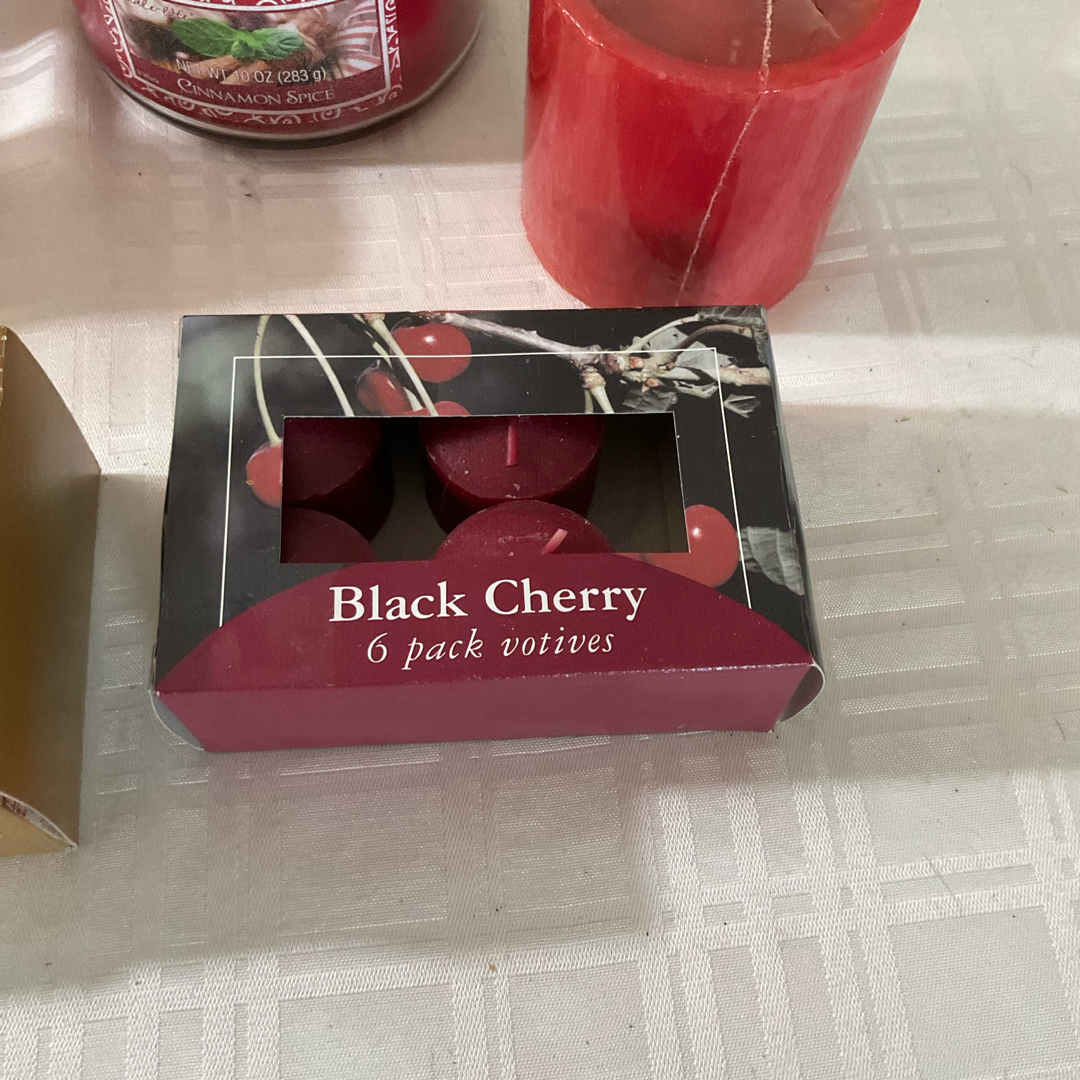 NET WT 10 OZ (283 g)
CINNAMON SPICE
Black Cherry
6 pack votives